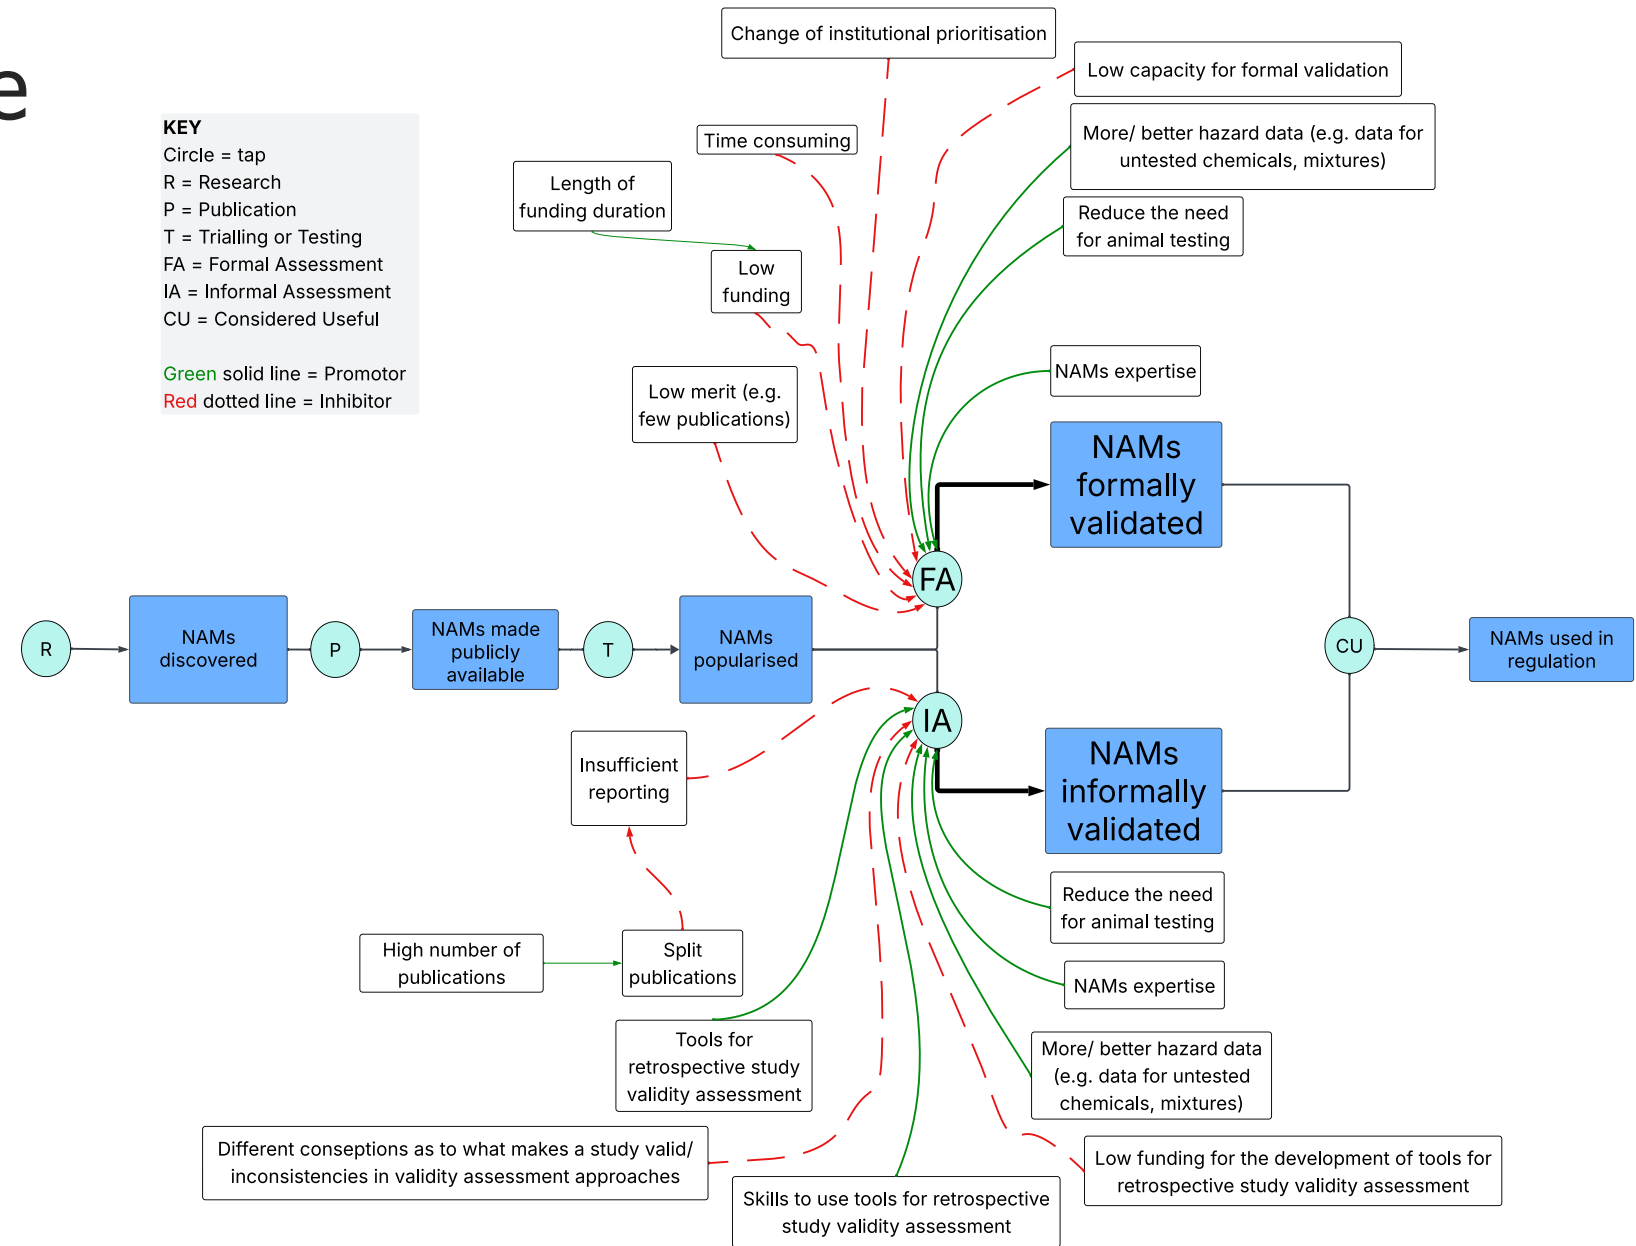 e
KEY
Circle = tap
R = Research
P = Publication
T = Trialling or Testing
FA = Formal Assessment
IA = Informal Assessment
CU = Considered Useful
Green solid line = Promotor
Red dotted line = Inhibitor
Change of institutional prioritisation
Low capacity for formal validation
Time consuming
More/ better hazard data (e.g. data for
untested chemicals, mixtures)
Length of
funding duration
Reduce the need
for animal testing
Low
funding
NAMs expertise
Low merit (e.g.
few publications)
NAMs
formally
validated
FA
R
NAMs
discovered
P
NAMs made
publicly
available
T
NAMs
popularised
CU
NAMs used in
regulation
IA
NAMs
informally
validated
Insufficient
reporting
Reduce the need
for animal testing
High number of
publications
Split
publications
NAMs expertise
Tools for
retrospective study
validity assessment
More/ better hazard data
(e.g. data for untested
chemicals, mixtures)
Different conseptions as to what makes a study valid/
inconsistencies in validity assessment approaches
Low funding for the development of tools for
retrospective study validity assessment
Skills to use tools for retrospective
study validity assessment